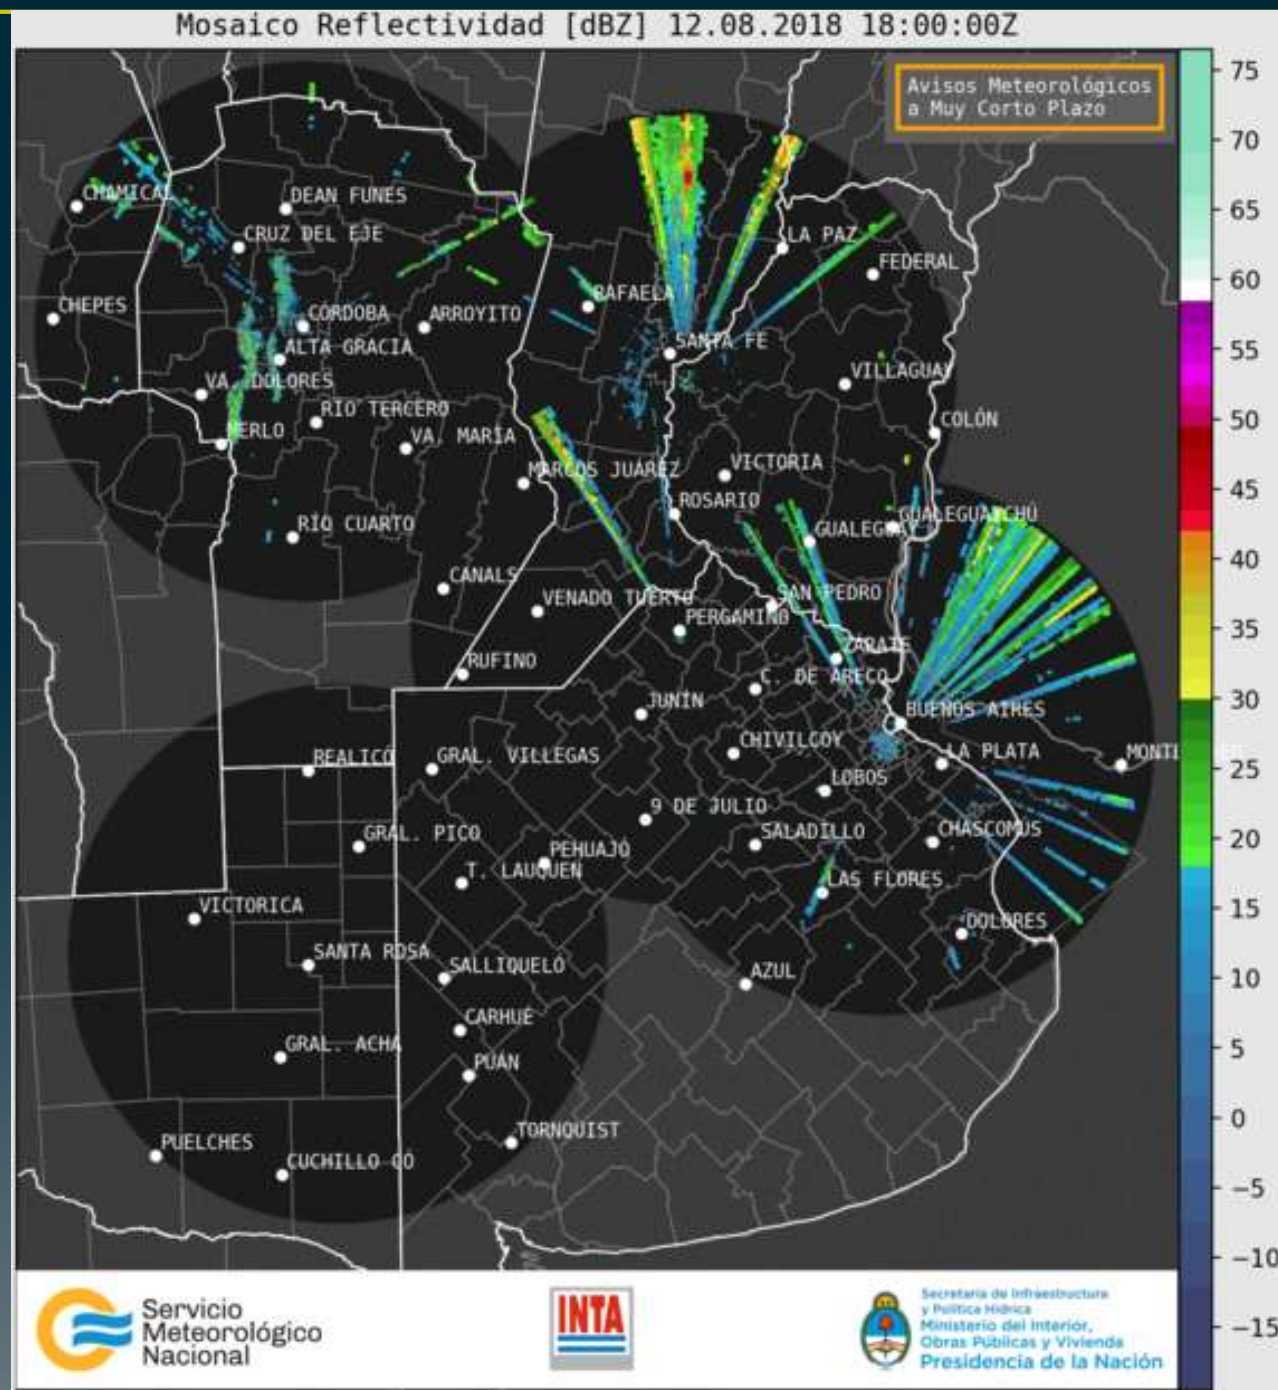 Mosaico Reflectividad [dBZ] 12.08.2018 18:00:00Z
Avisos Meteorológicos
a Muy Corto Plazo
CHAMICAL
DEAN FUNES
CRUZ DEL EJE
LA PAZ
FEDERAL
RAFAELA
CHEPES
CÓRDOBA
ARROYITO
SANTA FE
ALTA GRACIA
VILLAGUAY
VA. DOLORES
RÍO TERCERO
COLÓN
MERLO
VA. MARÍA
VICTORIA
MARCOS JUÁREZ
ROSARIO
RÍO CUARTO
GUALEGUAYCHÚ
GUALEGUAY
CANALS
VENADO TUERTO
SAN PEDRO
PERGAMINO
ZÁRATE
RUFINO
C. DE ARECO
JUNÍN
BUENOS AIRES
CHIVILCOY
LA PLATA
REALICÓ
GRAL. VILLEGAS
LOBOS
9 DE JULIO
GRAL. PICO
SALADILLO
CHASCOMÚS
PEHUAJÓ
T. LAUQUEN
LAS FLORES
VICTORICA
DOLORES
SANTA ROSA
SALLIQUELÓ
AZUL
CARHUÉ
GRAL. ACHA
PUÁN
TORNQUIST
PUELCHES
CUCHILLO CÓ
75
70
65
60
55
50
45
40
35
30
25
20
15
10
5
0
−5
−10
−15
Servicio
Meteorológico
Nacional
INTA
Secretaría de Infraestructura
y Política Hídrica
Ministerio del Interior,
Obras Públicas y Vivienda
Presidencia de la Nación